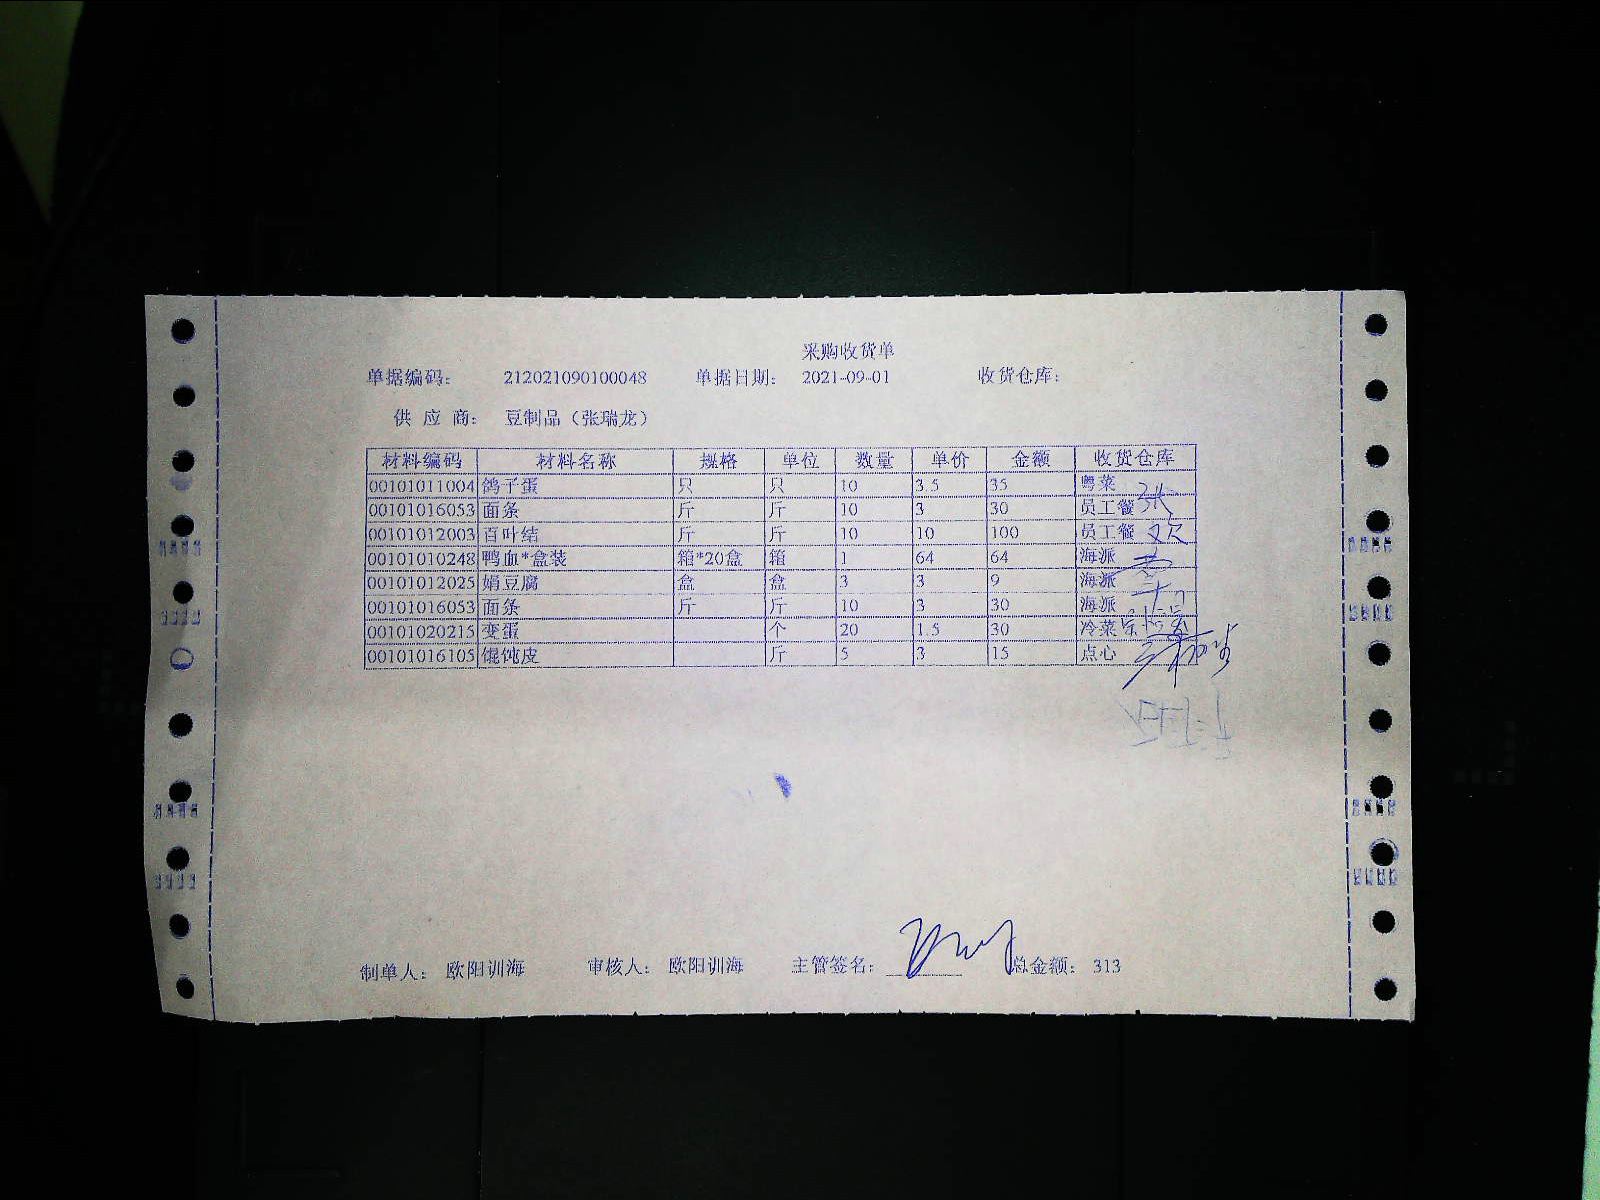 采购收货单
单据编码： 212021090100048 单据日期： 2021-09-01 收货仓库：
供 应 商： 豆制品（张瑞龙）
材料编码 材料名称 规格 单位 数量 单价 金额 收货仓库
00101011004 鸽子蛋 只 只 10 3.5 35 粤菜
00101016053 面条 斤 斤 10 3 30 员工餐
00101012003 百叶结 斤 斤 10 10 100 员工餐
00101010248 鸭血*盒装 箱*20盒 箱 1 64 64 海派
00101012025 娟豆腐 盒 盒 3 3 9 海派
00101016053 面条 斤 斤 10 3 30 海派
00101020215 变蛋 个 20 1.5 30 冷菜
00101016105 馄饨皮 斤 5 3 15 点心
制单人： 欧阳训海 审核人： 欧阳训海 主管签名： 总金额： 313